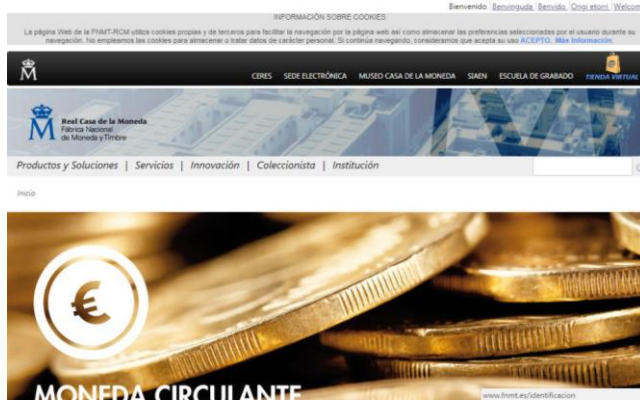 Bienvenido | Benvinguda | Benvido | Ongi etorri | Welcom
INFORMACIÓN SOBRE COOKIES
La página Web de la FNMT-RCM utiliza cookies propias y de terceros para facilitar la navegación por la página web así como almacenar las preferencias seleccionadas por el usuario durante su
navegación. No empleamos las cookies para almacenar o tratar datos de carácter personal. Si continúa navegando, consideramos que acepta su uso ACEPTO. Más Información.
M
CERES SEDE ELECTRÓNICA MUSEO CASA DE LA MONEDA SIAEN ESCUELA DE GRABADO TIENDA VIRTUAL
M
Real Casa de la Moneda
Fábrica Nacional
de Moneda y Timbre
Productos y Soluciones | Servicios | Innovación | Coleccionista | Institución
Inicio
€
MONEDA CIRCULANTE
www.fnmt.es/identificacion